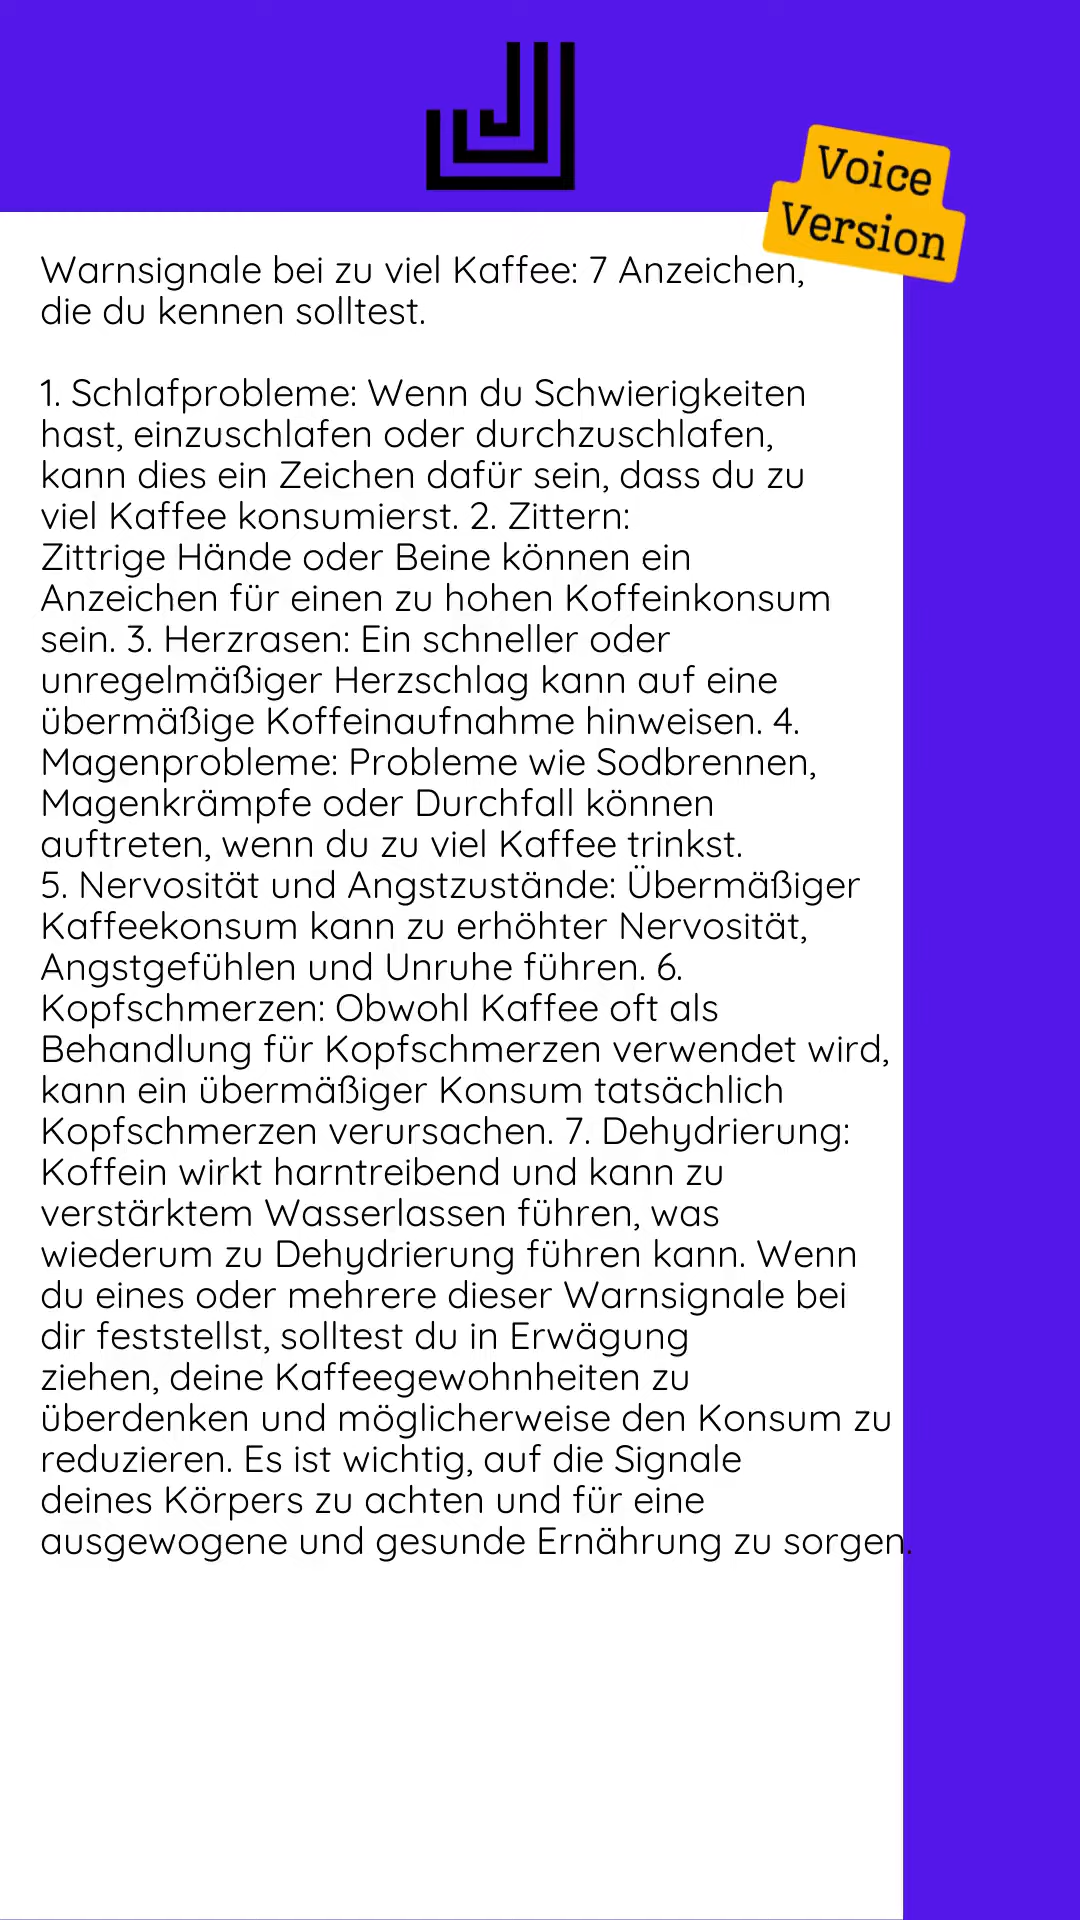 Voice
Version
Warnsignale bei zu viel Kaffee: 7 Anzeichen,
die du kennen solltest.
1. Schlafprobleme: Wenn du Schwierigkeiten
hast, einzuschlafen oder durchzuschlafen,
kann dies ein Zeichen dafür sein, dass du zu
viel Kaffee konsumierst. 2. Zittern:
Zittrige Hände oder Beine können ein
Anzeichen für einen zu hohen Koffeinkonsum
sein. 3. Herzrasen: Ein schneller oder
unregelmäßiger Herzschlag kann auf eine
übermäßige Koffeinaufnahme hinweisen. 4.
Magenprobleme: Probleme wie Sodbrennen,
Magenkrämpfe oder Durchfall können
auftreten, wenn du zu viel Kaffee trinkst.
5. Nervosität und Angstzustände: Übermäßiger
Kaffeekonsum kann zu erhöhter Nervosität,
Angstgefühlen und Unruhe führen. 6.
Kopfschmerzen: Obwohl Kaffee oft als
Behandlung für Kopfschmerzen verwendet wird,
kann ein übermäßiger Konsum tatsächlich
Kopfschmerzen verursachen. 7. Dehydrierung:
Koffein wirkt harntreibend und kann zu
verstärktem Wasserlassen führen, was
wiederum zu Dehydrierung führen kann. Wenn
du eines oder mehrere dieser Warnsignale bei
dir feststellst, solltest du in Erwägung
ziehen, deine Kaffeegewohnheiten zu
überdenken und möglicherweise den Konsum zu
reduzieren. Es ist wichtig, auf die Signale
deines Körpers zu achten und für eine
ausgewogene und gesunde Ernährung zu sorgen.